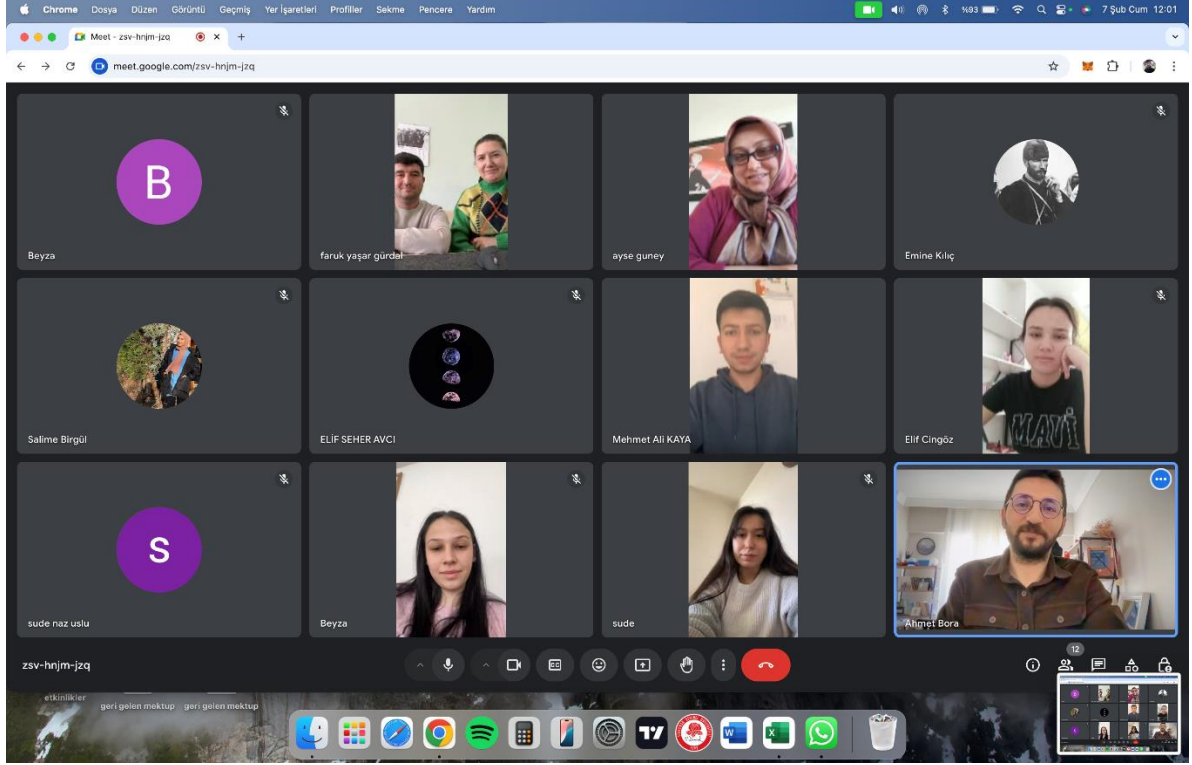 Chrome Dosya Düzen Görüntü Geçmiş Yer İşaretleri Profiller Sekme Pencere Yardım
%93 7 Şub Cum 12:01
Meet - zsv-hnjm-jzq
meet.google.com/zsv-hnjm-jzq
B
Beyza
faruk yaşar gürdal
ayse guney
Emine Kılıç
Salime Birgül
ELİF SEHER AVCI
Mehmet Ali KAYA
MAVİ
Elif Cingöz
S
sude naz uslu
Beyza
sude
Ahmet Bora
zsv-hnjm-jzq
12
etkinlikler
geri gelen mektup geri gelen mektup
W
X